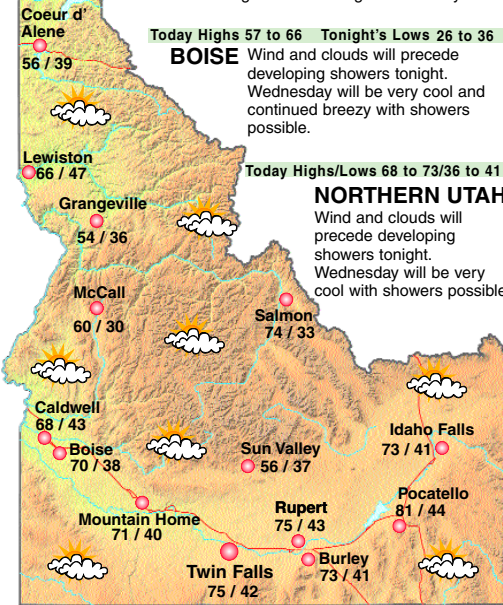 Coeur d'
Alene
56 / 39
Today Highs 57 to 66 Tonight's Lows 26 to 36
BOISE Wind and clouds will precede
developing showers tonight.
Wednesday will be very cool and
continued breezy with showers
possible.
Lewiston
66 / 47
Today Highs/Lows 68 to 73/36 to 41
NORTHERN UTAH
Wind and clouds will
precede developing
showers tonight.
Wednesday will be very
cool with showers possible
Grangeville
54 / 36
McCall
60 / 30
Salmon
74 / 33
Caldwell
68 / 43
Boise
70 / 38
Sun Valley
56 / 37
Idaho Falls
73 / 41
Mountain Home
71 / 40
Rupert
75 / 43
Pocatello
81 / 44
Twin Falls
75 / 42
Burley
73 / 41